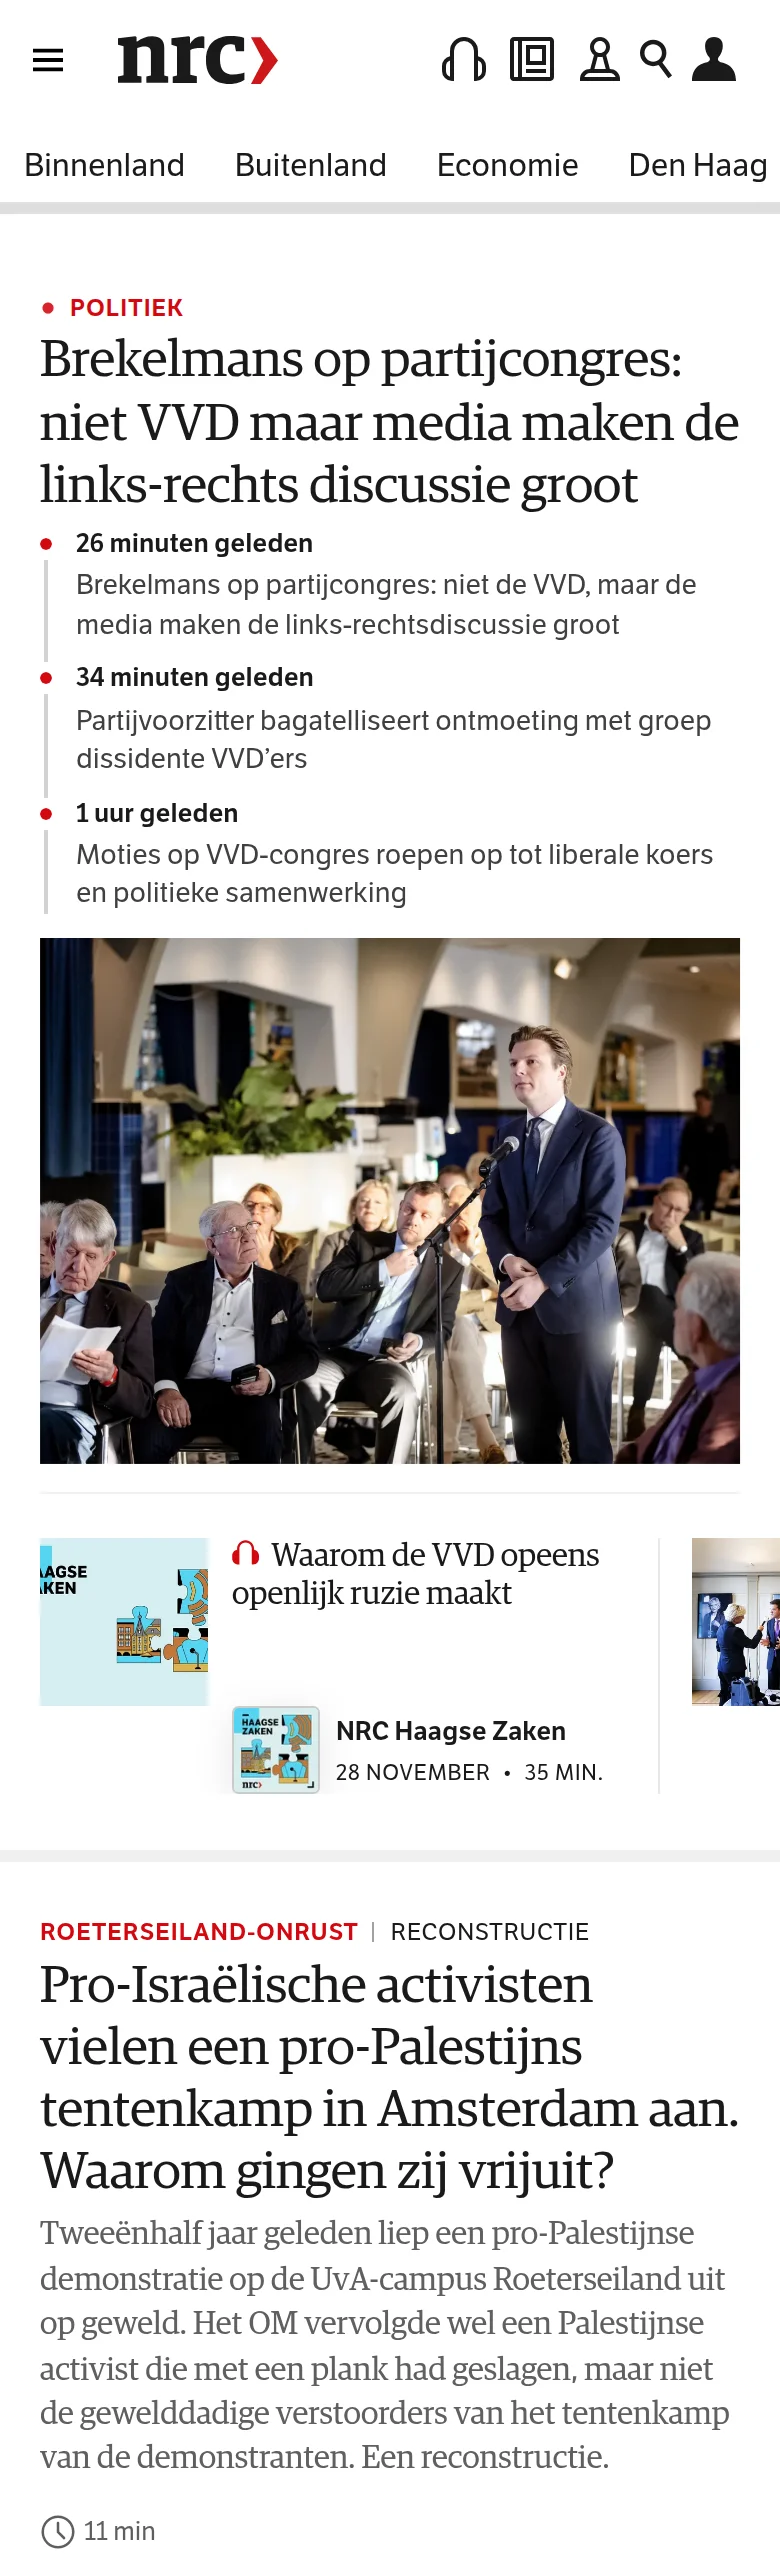 nrc
Binnenland Buitenland Economie Den Haag
POLITIEK
Brekelmans op partijcongres:
niet VVD maar media maken de
links-rechts discussie groot
26 minuten geleden
Brekelmans op partijcongres: niet de VVD, maar de
media maken de links-rechtsdiscussie groot
34 minuten geleden
Partijvoorzitter bagatelliseert ontmoeting met groep
dissidente VVD’ers
1 uur geleden
Moties op VVD-congres roepen op tot liberale koers
en politieke samenwerking
AAGSE
AKEN
Waarom de VVD opeens
openlijk ruzie maakt
HAAGSE
ZAKEN
nrc
NRC Haagse Zaken
28 NOVEMBER • 35 MIN.
ROETERSEILAND-ONRUST | RECONSTRUCTIE
Pro-Israëlische activisten
vielen een pro-Palestijns
tentenkamp in Amsterdam aan.
Waarom gingen zij vrijuit?
Tweeënhalf jaar geleden liep een pro-Palestijnse
demonstratie op de UvA-campus Roeterseiland uit
op geweld. Het OM vervolgde wel een Palestijnse
activist die met een plank had geslagen, maar niet
de gewelddadige verstoorders van het tentenkamp
van de demonstranten. Een reconstructie.
11 min